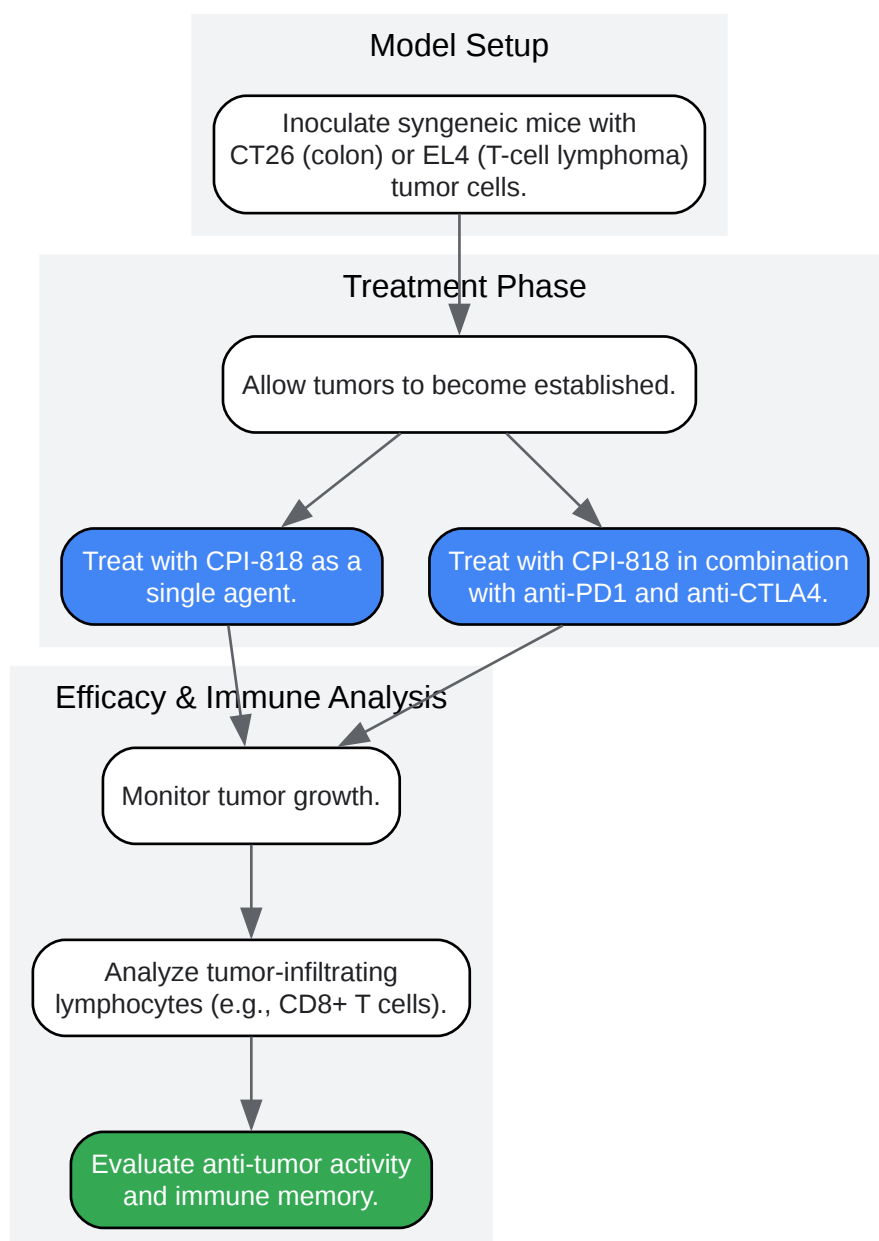 Model Setup
Inoculate syngeneic mice with
CT26 (colon) or EL4 (T-cell lymphoma)
tumor cells.
Treatment Phase
Allow tumors to become established.
Treat with CPI-818 as a
single agent.
Treat with CPI-818 in combination
with anti-PD1 and anti-CTLA4.
Efficacy & Immune Analysis
Monitor tumor growth.
Analyze tumor-infiltrating
lymphocytes (e.g., CD8+ T cells).
Evaluate anti-tumor activity
and immune memory.